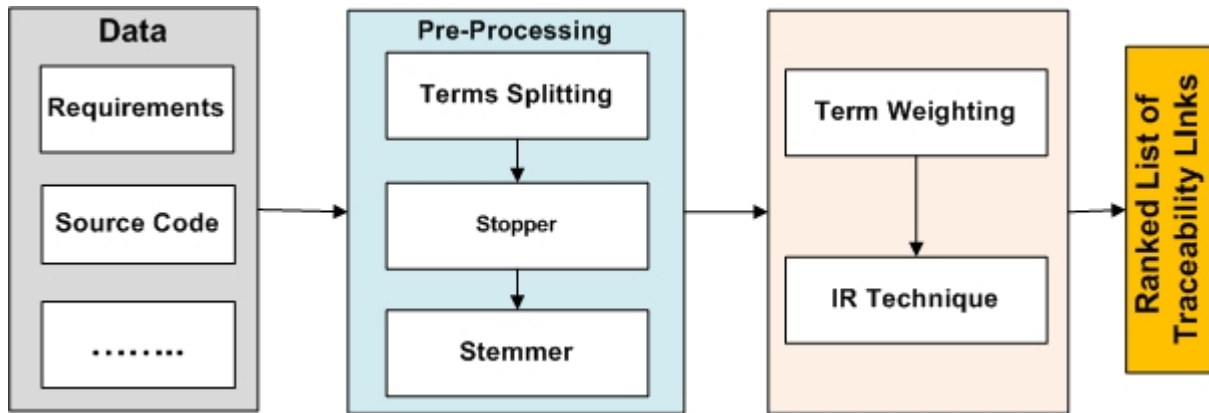 Data
Requirements
Source Code
……..
Pre-Processing
Terms Splitting
Stopper
Stemmer
Term Weighting
IR Technique
Ranked List of
Traceability LInks